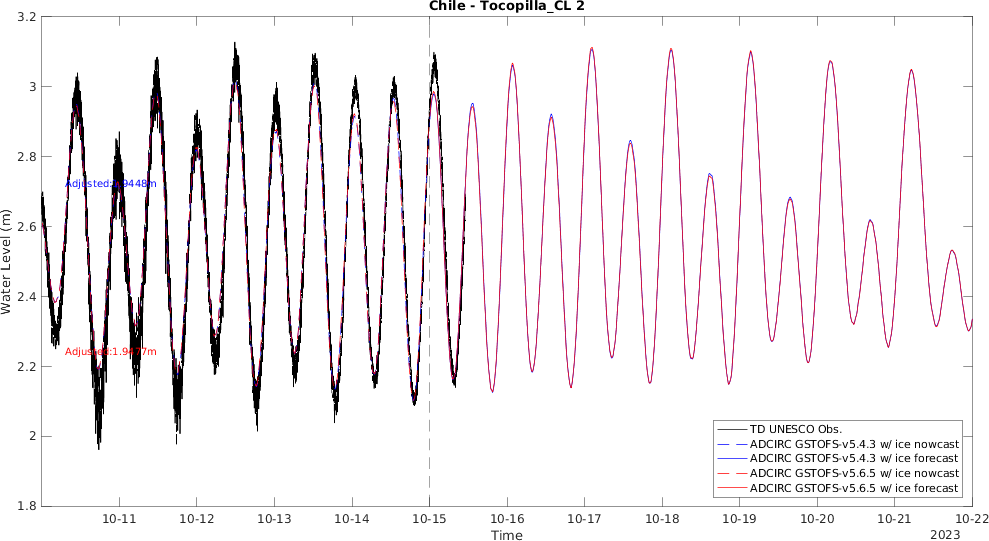 Chile - Tocopilla_CL 2
3.2
3
2.8
2.6
2.4
2.2
2
1.8
Water Level (m)
Adjusted:1.9448m
Adjusted:1.9477m
TD UNESCO Obs.
ADCIRC GSTOFS-v5.4.3 w/ ice nowcast
ADCIRC GSTOFS-v5.4.3 w/ ice forecast
ADCIRC GSTOFS-v5.6.5 w/ ice nowcast
ADCIRC GSTOFS-v5.6.5 w/ ice forecast
10-11 10-12 10-13 10-14 10-15 10-16 10-17 10-18 10-19 10-20 10-21 10-22
Time
2023